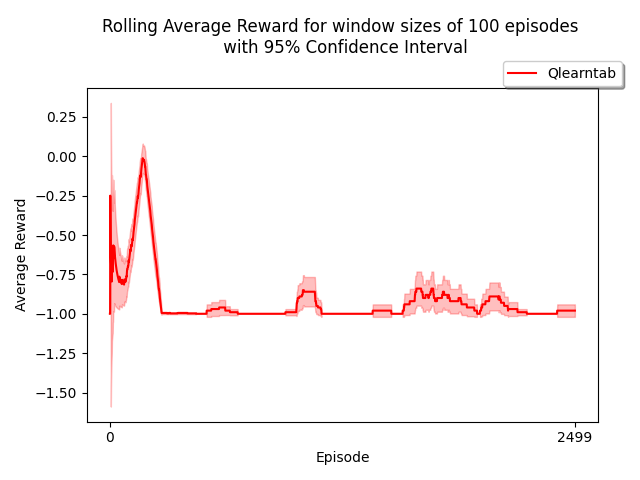 Rolling Average Reward for window sizes of 100 episodes
with 95% Confidence Interval
Qlearntab
0.25
0.00
−0.25
−0.50
−0.75
−1.00
−1.25
−1.50
Average Reward
0 2499
Episode